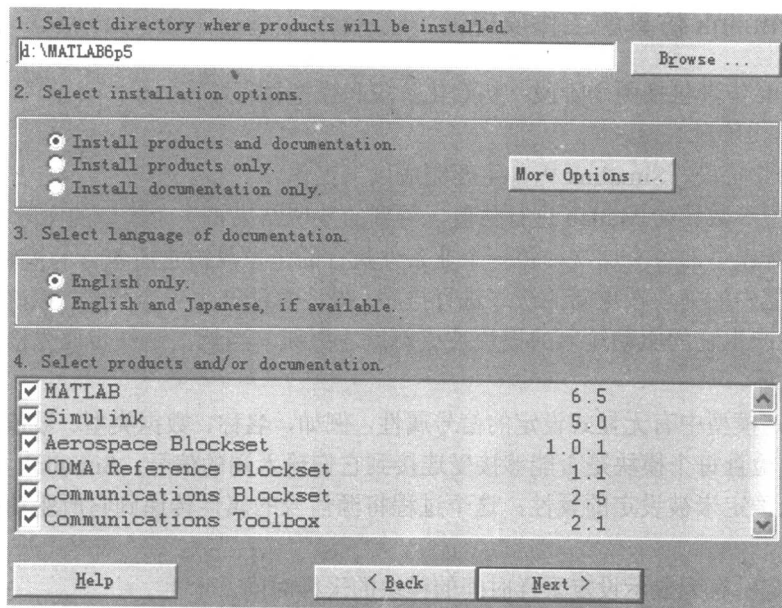 1. Select directory where products will be installed.
d:\MATLAB6p5
Browse ...
2. Select installation options.
Install products and documentation.
Install products only.
Install documentation only.
More Options ...
3. Select language of documentation.
English only.
English and Japanese, if available.
4. Select products and/or documentation.
MATLAB 6.5
Simulink 5.0
Aerospace Blockset 1.0.1
CDMA Reference Blockset 1.1
Communications Blockset 2.5
Communications Toolbox 2.1
Help
< Back
Next >